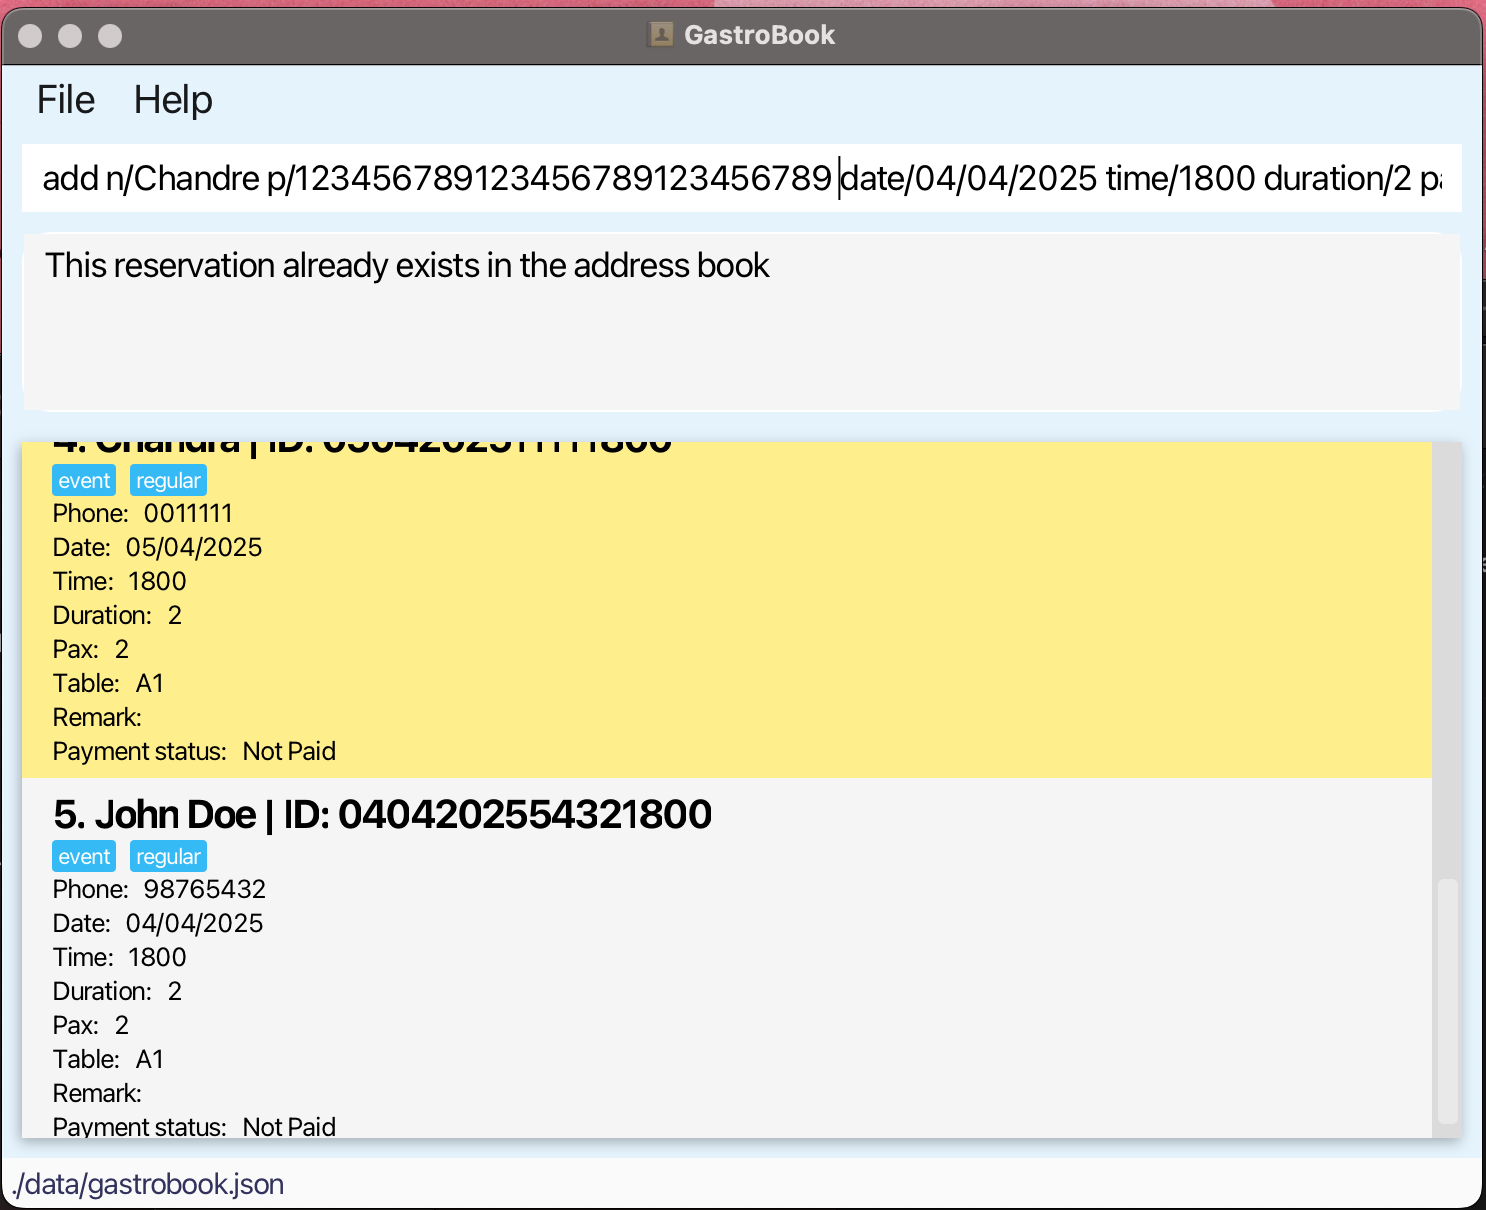 GastroBook
File Help
add n/Chandre p/123456789123456789123456789 date/04/04/2025 time/1800 duration/2 pa
This reservation already exists in the address book
4. Chandra | ID: 0504202511111800
event regular
Phone: 0011111
Date: 05/04/2025
Time: 1800
Duration: 2
Pax: 2
Table: A1
Remark:
Payment status: Not Paid
5. John Doe | ID: 0404202554321800
event regular
Phone: 98765432
Date: 04/04/2025
Time: 1800
Duration: 2
Pax: 2
Table: A1
Remark:
Payment status: Not Paid
./data/gastrobook.json